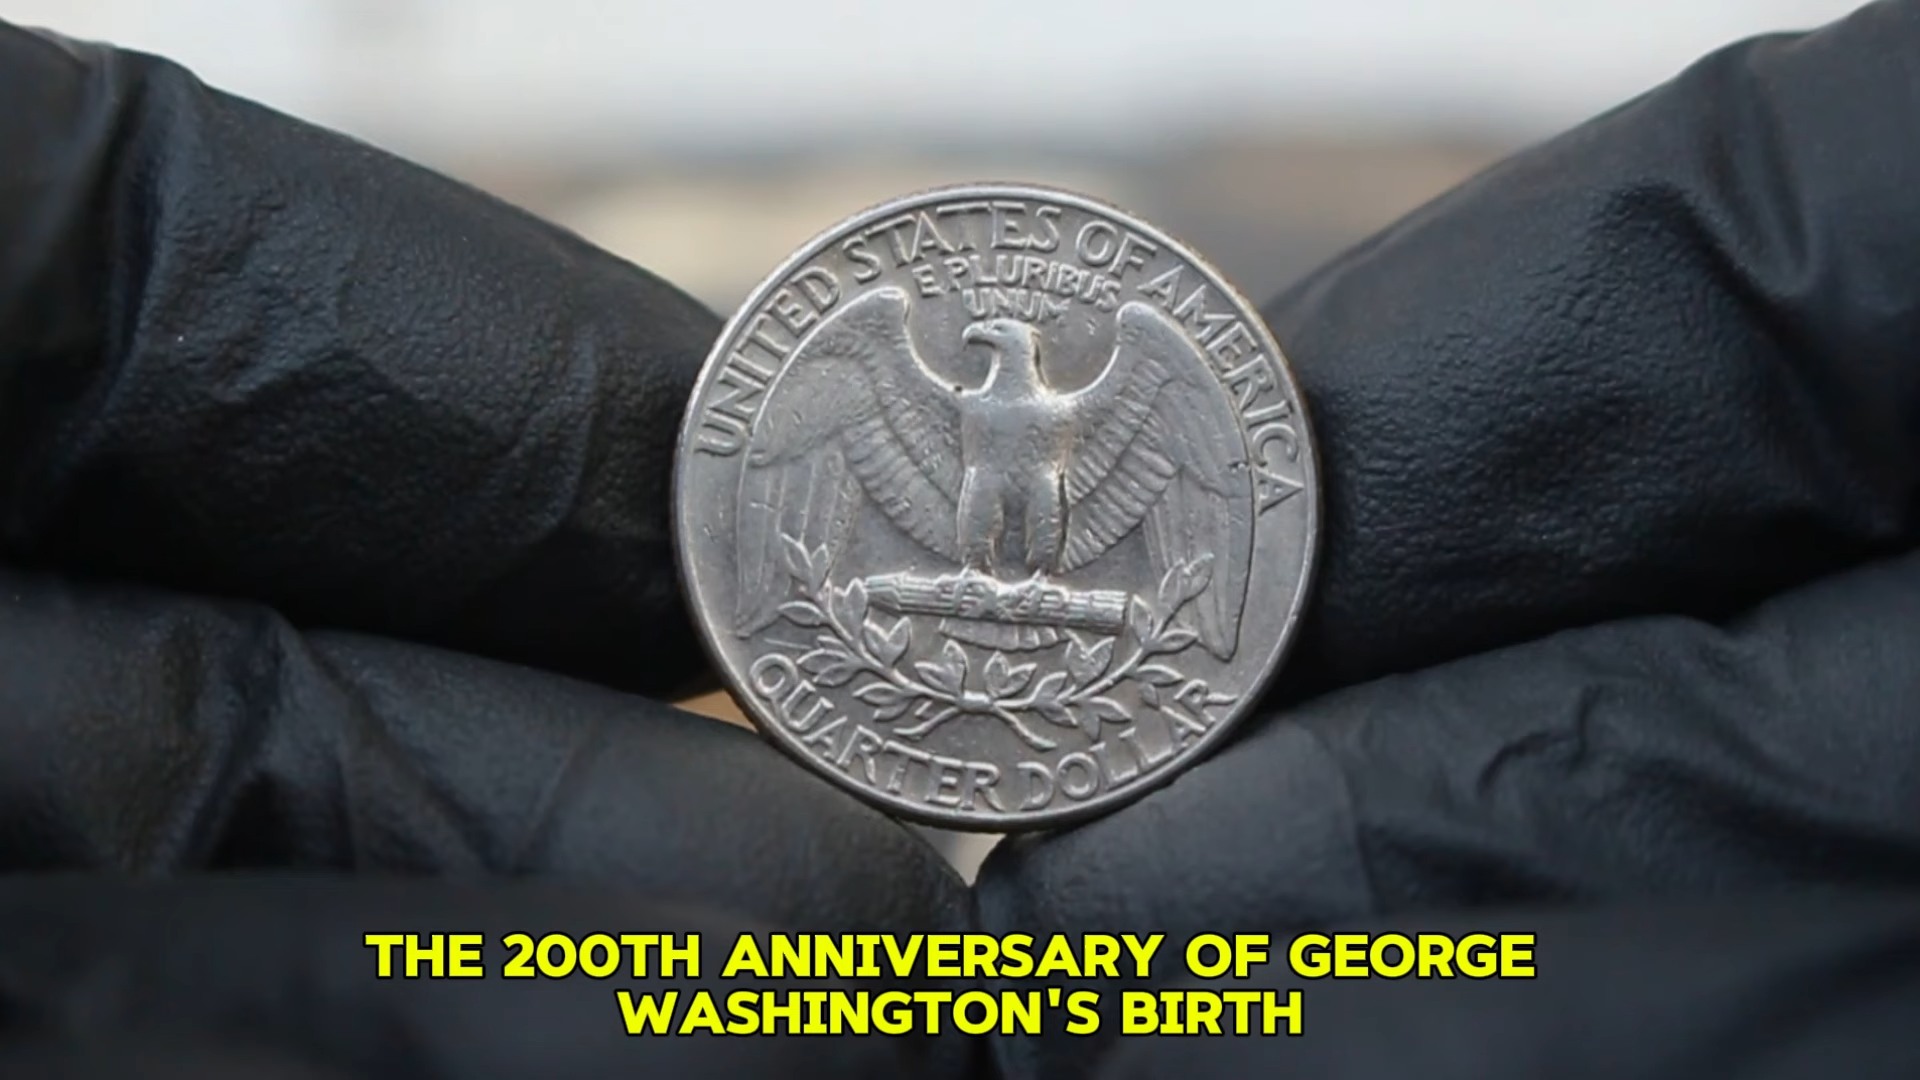 UNITED STATES OF AMERICA
E PLURIBUS
UNUM
QUARTER DOLLAR
THE 200TH ANNIVERSARY OF GEORGE
WASHINGTON'S BIRTH